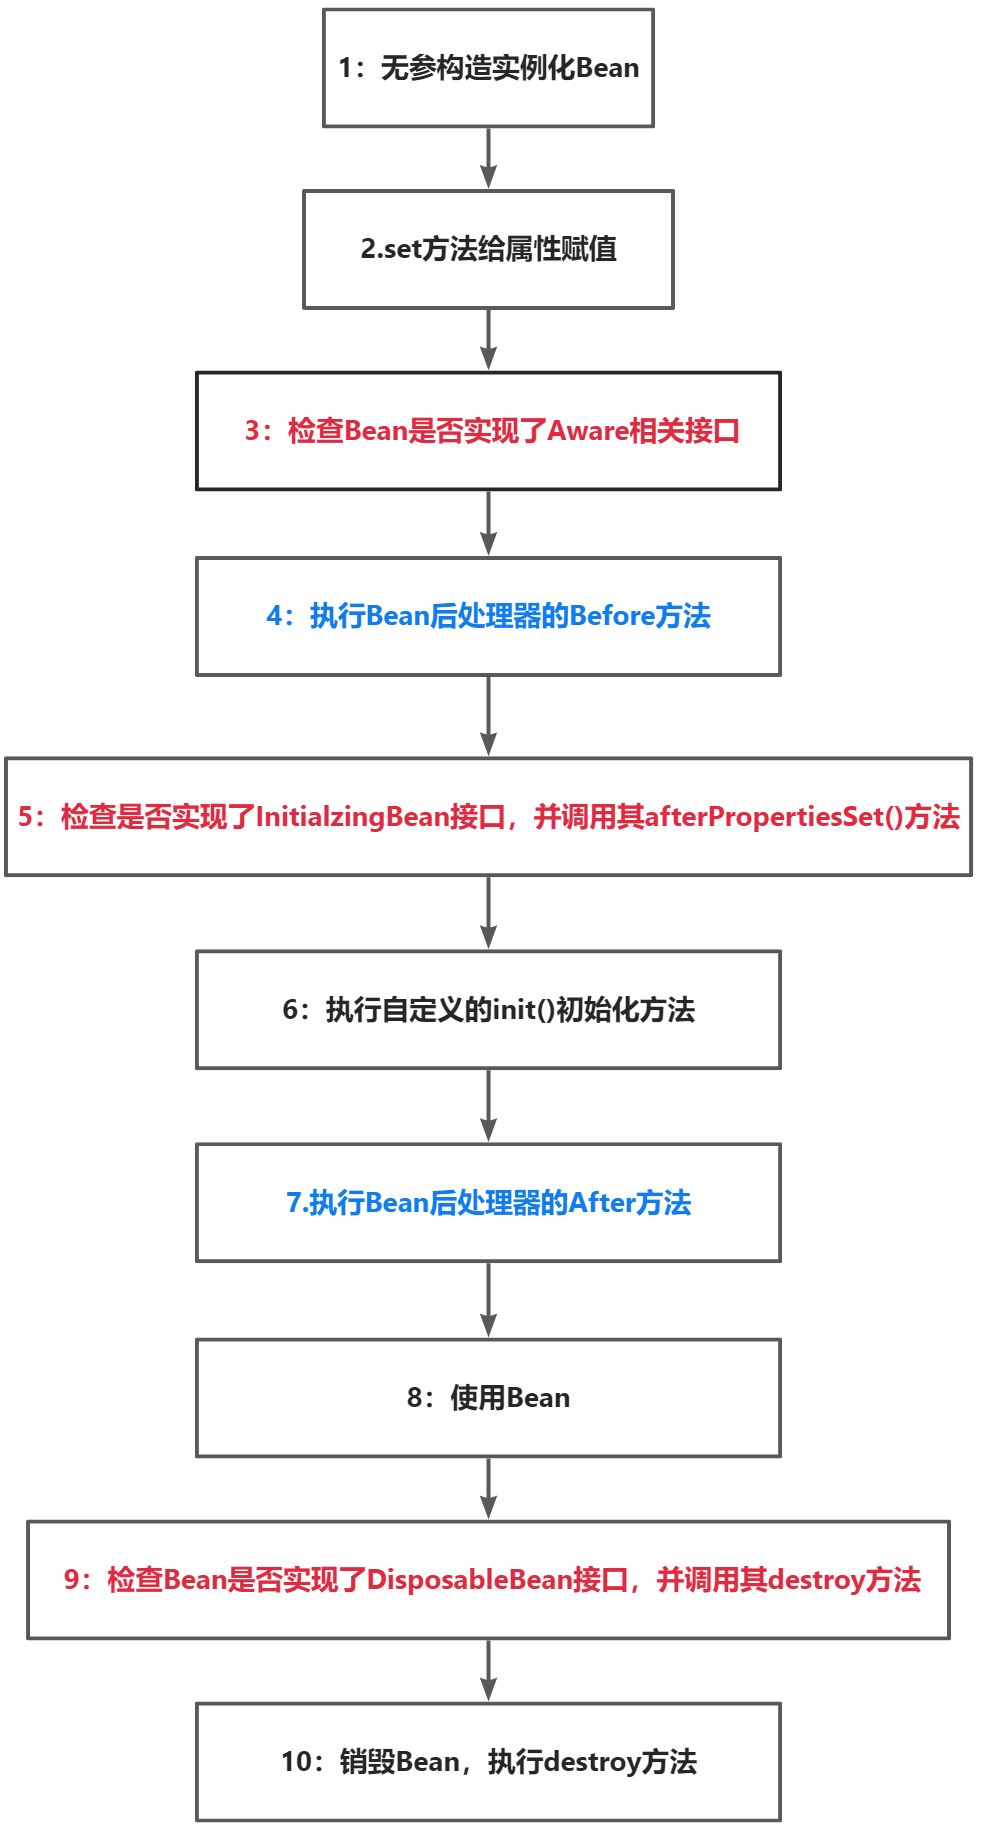 1：无参构造实例化Bean
2.set方法给属性赋值
3：检查Bean是否实现了Aware相关接口
4：执行Bean后处理器的Before方法
5：检查是否实现了InitialzingBean接口，并调用其afterPropertiesSet()方法
6：执行自定义的init()初始化方法
7.执行Bean后处理器的After方法
8：使用Bean
9：检查Bean是否实现了DisposableBean接口，并调用其destroy方法
10：销毁Bean，执行destroy方法